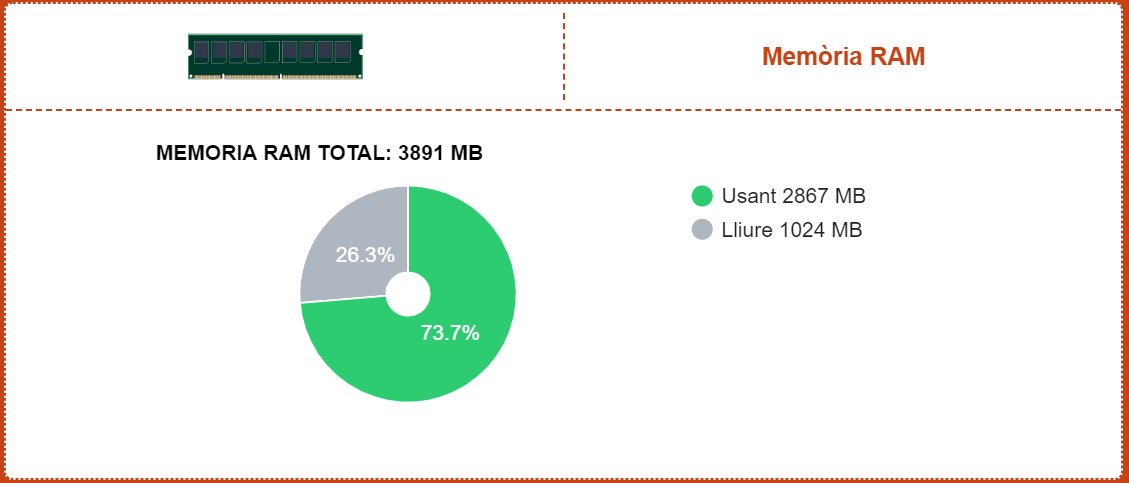 Memòria RAM
MEMORIA RAM TOTAL: 3891 MB
Usant 2867 MB
Lliure 1024 MB
26.3%
73.7%